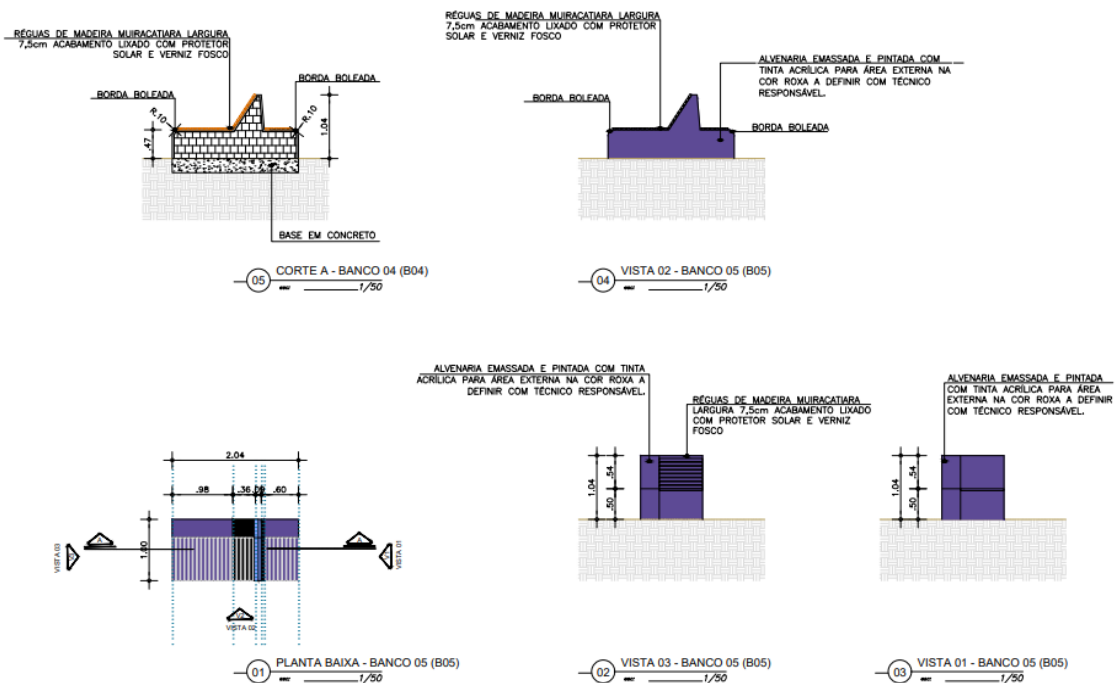 RÉGUAS DE MADEIRA MUIRACATIARA LARGURA
7,5cm ACABAMENTO LIXADO COM PROTETOR
SOLAR E VERNIZ FOSCO
BORDA BOLEADA
BORDA BOLEADA
R.10
R.10
.47
1.04
BASE EM CONCRETO
05
CORTE A - BANCO 04 (B04)
1/50
RÉGUAS DE MADEIRA MUIRACATIARA LARGURA
7,5cm ACABAMENTO LIXADO COM PROTETOR
SOLAR E VERNIZ FOSCO
ALVENARIA EMASSADA E PINTADA COM
TINTA ACRÍLICA PARA ÁREA EXTERNA NA
COR ROXA A DEFINIR COM TÉCNICO
RESPONSÁVEL.
BORDA BOLEADA
BORDA BOLEADA
04
VISTA 02 - BANCO 05 (B05)
1/50
2.04
.98
.36
.09
.60
1.00
A
A
VISTA 03
VISTA 01
VISTA 02
01
PLANTA BAIXA - BANCO 05 (B05)
1/50
ALVENARIA EMASSADA E PINTADA COM TINTA
ACRÍLICA PARA ÁREA EXTERNA NA COR ROXA A
DEFINIR COM TÉCNICO RESPONSÁVEL.
RÉGUAS DE MADEIRA MUIRACATIARA
LARGURA 7,5cm ACABAMENTO LIXADO
COM PROTETOR SOLAR E VERNIZ
FOSCO
1.04
.54
.50
02
VISTA 03 - BANCO 05 (B05)
1/50
ALVENARIA EMASSADA E PINTADA
COM TINTA ACRÍLICA PARA ÁREA
EXTERNA NA COR ROXA A DEFINIR
COM TÉCNICO RESPONSÁVEL.
1.04
.54
.50
03
VISTA 01 - BANCO 05 (B05)
1/50